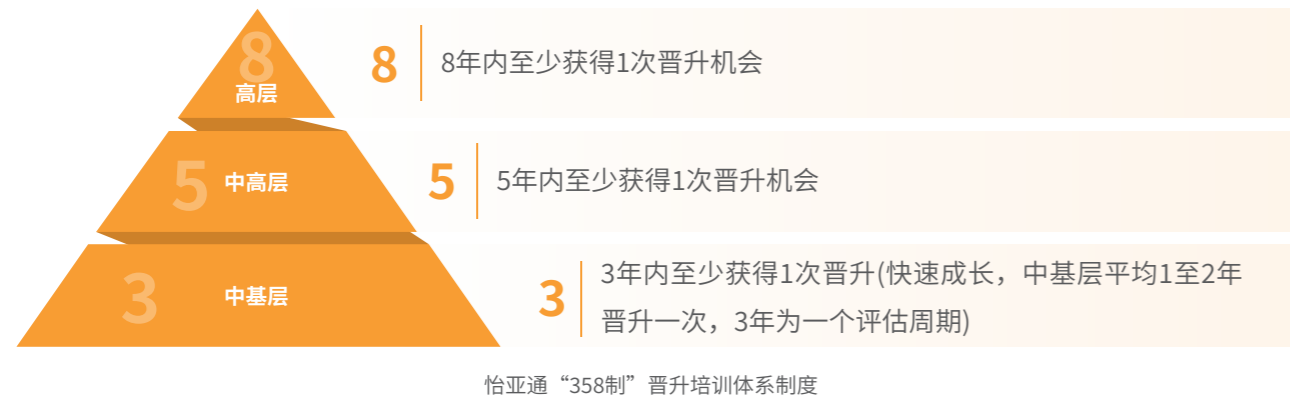 8
高层
8
8年内至少获得1次晋升机会
5
中高层
5
5年内至少获得1次晋升机会
3
中基层
3
3年内至少获得1次晋升(快速成长，中基层平均1至2年
晋升一次，3年为一个评估周期)
怡亚通“358制”晋升培训体系制度